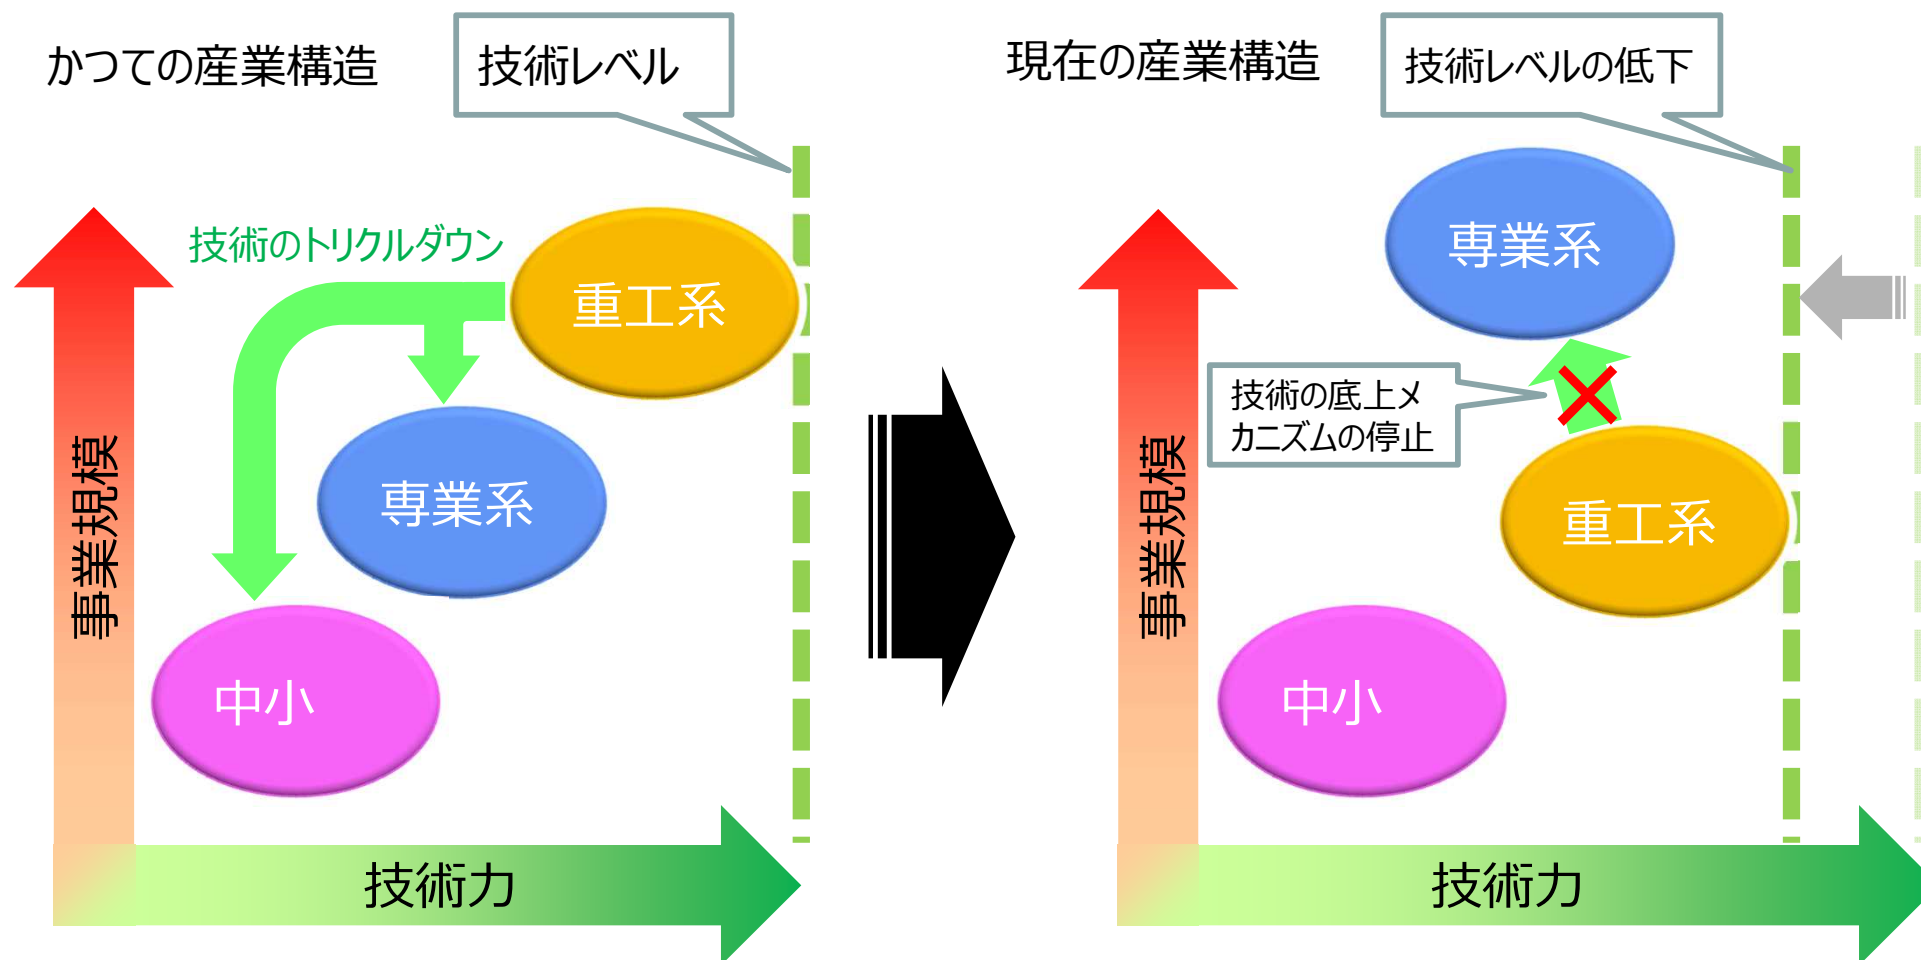 かつての産業構造
技術レベル
技術のトリクルダウン
重工系
専業系
中小
事業規模
技術力
現在の産業構造
技術レベルの低下
専業系
技術の底上メ
カニズムの停止
重工系
中小
事業規模
技術力